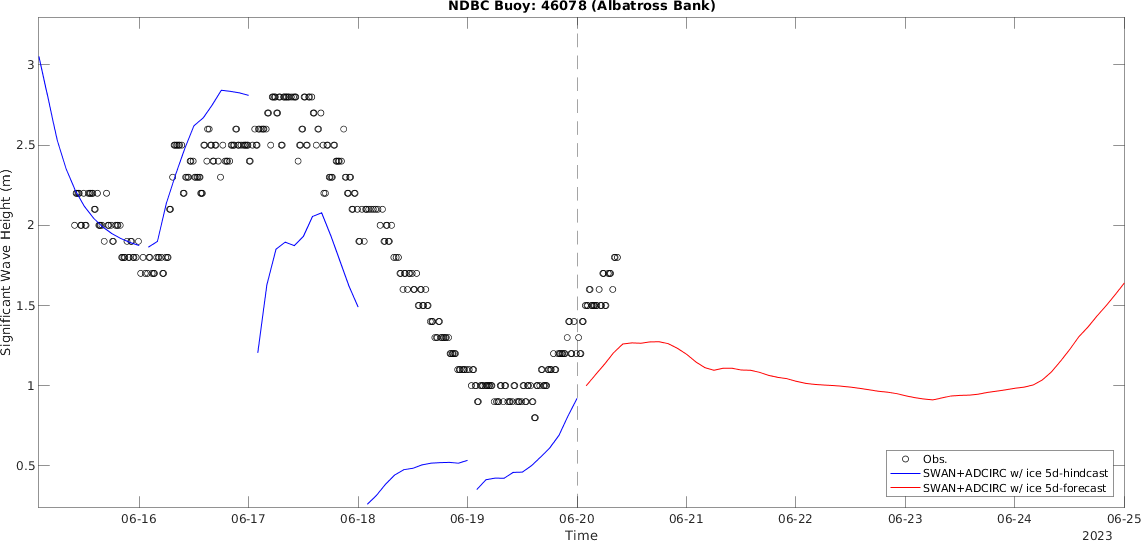 NDBC Buoy: 46078 (Albatross Bank)
Significant Wave Height (m)
3
2.5
2
1.5
1
0.5
Obs.
SWAN+ADCIRC w/ ice 5d-hindcast
SWAN+ADCIRC w/ ice 5d-forecast
06-16 06-17 06-18 06-19 06-20 06-21 06-22 06-23 06-24 06-25
Time
2023